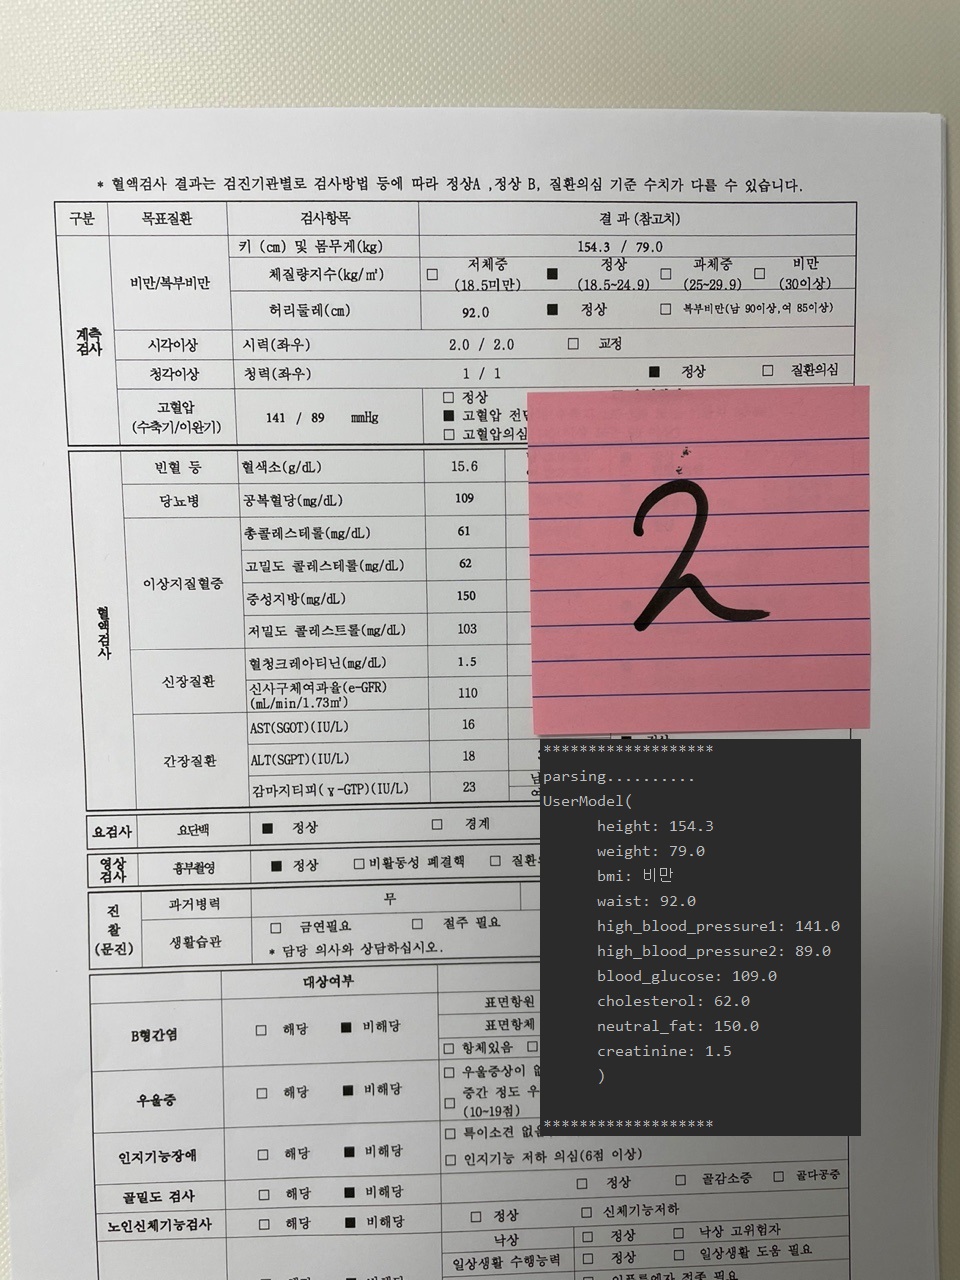 * 혈액검사 결과는 검진기관별로 검사방법 등에 따라 정상A ,정상 B, 질환의심 기준 수치가 다를 수 있습니다.
구분 목표질환 검사항목 결 과 (참고치)
계측검사
비만/복부비만
키 (cm) 및 몸무게(kg) 154.3 / 79.0
체질량지수(kg/㎡) □ 저체중 ■ 정상 □ 과체중 □ 비만
(18.5미만) (18.5~24.9) (25~29.9) (30이상)
허리둘레(cm) 92.0 ■ 정상 □ 복부비만(남 90이상,여 85이상)
시각이상 시력(좌우) 2.0 / 2.0 □ 교정
청각이상 청력(좌우) 1 / 1 ■ 정상 □ 질환의심
고혈압
(수축기/이완기)
141 / 89 mmHg
□ 정상
■ 고혈압
□ 고혈압의심
혈액검사
빈혈 등 혈색소(g/dL) 15.6
당뇨병 공복혈당(mg/dL) 109
이상지질혈증
총콜레스테롤(mg/dL) 61
고밀도 콜레스테롤(mg/dL) 62
중성지방(mg/dL) 150
저밀도 콜레스트롤(mg/dL) 103
신장질환
혈청크레아티닌(mg/dL) 1.5
신사구체여과율(e-GFR)
(mL/min/1.73㎡) 110
간장질환
AST(SGOT)(IU/L) 16
ALT(SGPT)(IU/L) 18
감마지티피(γ-GTP)(IU/L) 23
2
요검사 요단백 ■ 정상 □ 경계
영상검사 흉부촬영 ■ 정상 □비활동성 폐결핵 □
진찰
(문진)
과거병력 무
생활습관 □ 금연필요 □ 절주 필요
* 담당 의사와 상담하십시오.
대상여부
B형간염 □ 해당 ■ 비해당
표면항원
표면항체
□ 항체있음 □
우울증 □ 해당 ■ 비해당
□ 우울증상이
□ 중간 정도
(10~19점)
인지기능장애 □ 해당 ■ 비해당
□ 특이소견
□ 인지기능 저하 의심(6점 이상)
골밀도 검사 □ 해당 ■ 비해당 □ 정상 □ 골감소증 □ 골다공증
노인신체기능검사 □ 해당 ■ 비해당 □ 정상 □ 신체기능저하
낙상 □ 정상 □ 낙상 고위험자
일상생활 수행능력 □ 정상 □ 일상생활 도움 필요
*******************
parsing..........
UserModel(
height: 154.3
weight: 79.0
bmi: 비만
waist: 92.0
high_blood_pressure1: 141.0
high_blood_pressure2: 89.0
blood_glucose: 109.0
cholesterol: 62.0
neutral_fat: 150.0
creatinine: 1.5
)
*******************